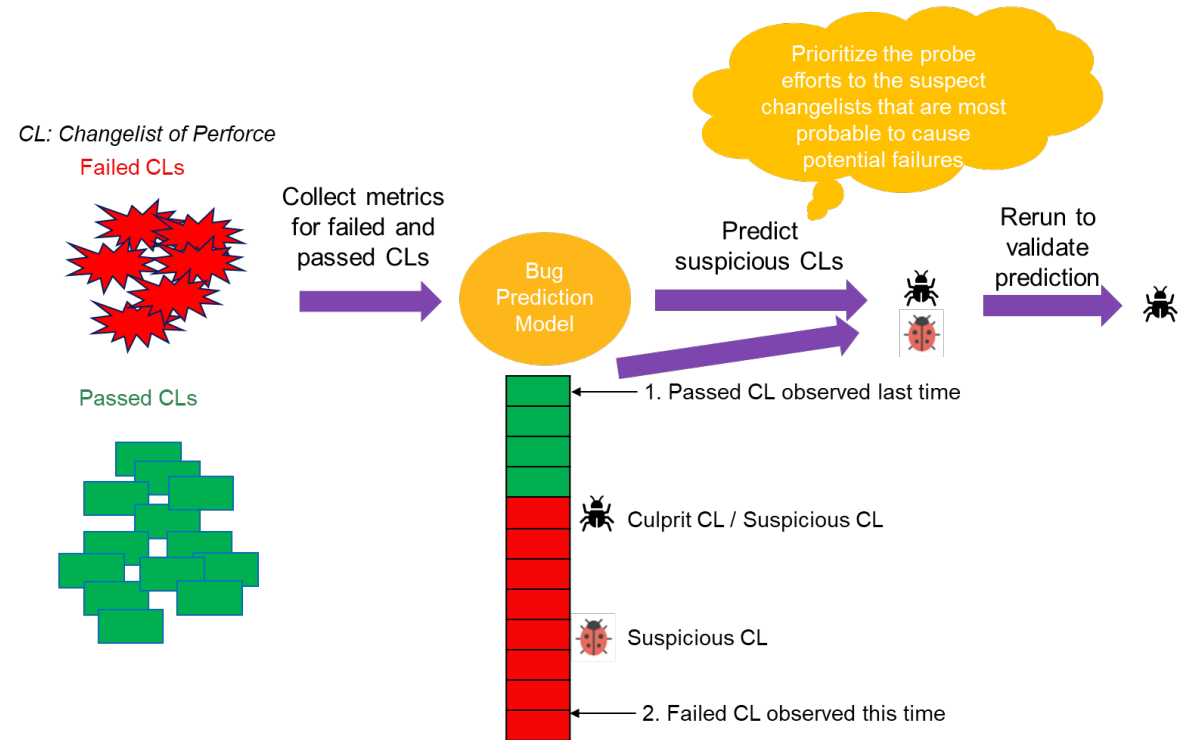 CL: Changelist of Perforce
Failed CLs
Passed CLs
Collect metrics
for failed and
passed CLs
Bug
Prediction
Model
Prioritize the probe
efforts to the suspect
changelists that are most
probable to cause
potential failures
Predict
suspicious CLs
Rerun to
validate
prediction
1. Passed CL observed last time
Culprit CL / Suspicious CL
Suspicious CL
2. Failed CL observed this time